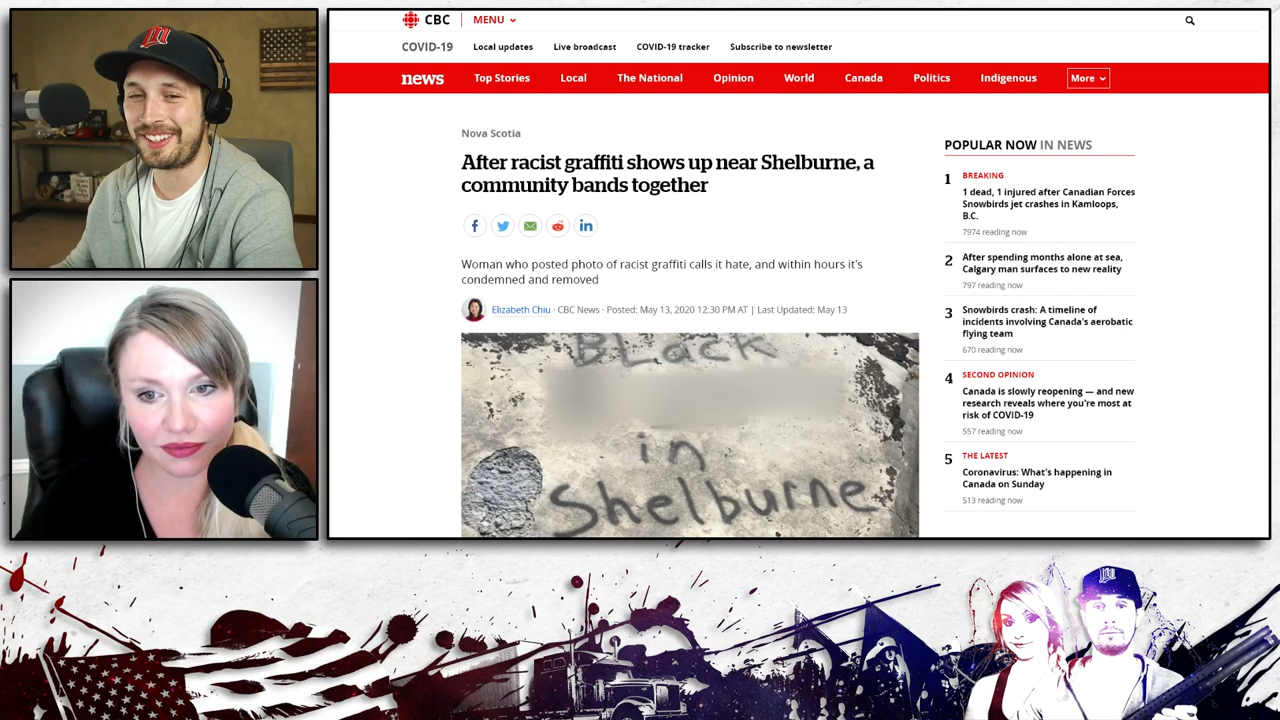 CBC
MENU
COVID-19 Local updates Live broadcast COVID-19 tracker Subscribe to newsletter
news Top Stories Local The National Opinion World Canada Politics Indigenous More
Nova Scotia
After racist graffiti shows up near Shelburne, a
community bands together
Woman who posted photo of racist graffiti calls it hate, and within hours it's
condemned and removed
Elizabeth Chiu · CBC News · Posted: May 13, 2020 12:30 PM AT | Last Updated: May 13
BLack
in
Shelburne
POPULAR NOW IN NEWS
1 BREAKING
1 dead, 1 injured after Canadian Forces
Snowbirds jet crashes in Kamloops,
B.C.
7974 reading now
2 After spending months alone at sea,
Calgary man surfaces to new reality
797 reading now
3 Snowbirds crash: A timeline of
incidents involving Canada's aerobatic
flying team
670 reading now
4 SECOND OPINION
Canada is slowly reopening — and new
research reveals where you're most at
risk of COVID-19
557 reading now
5 THE LATEST
Coronavirus: What's happening in
Canada on Sunday
513 reading now